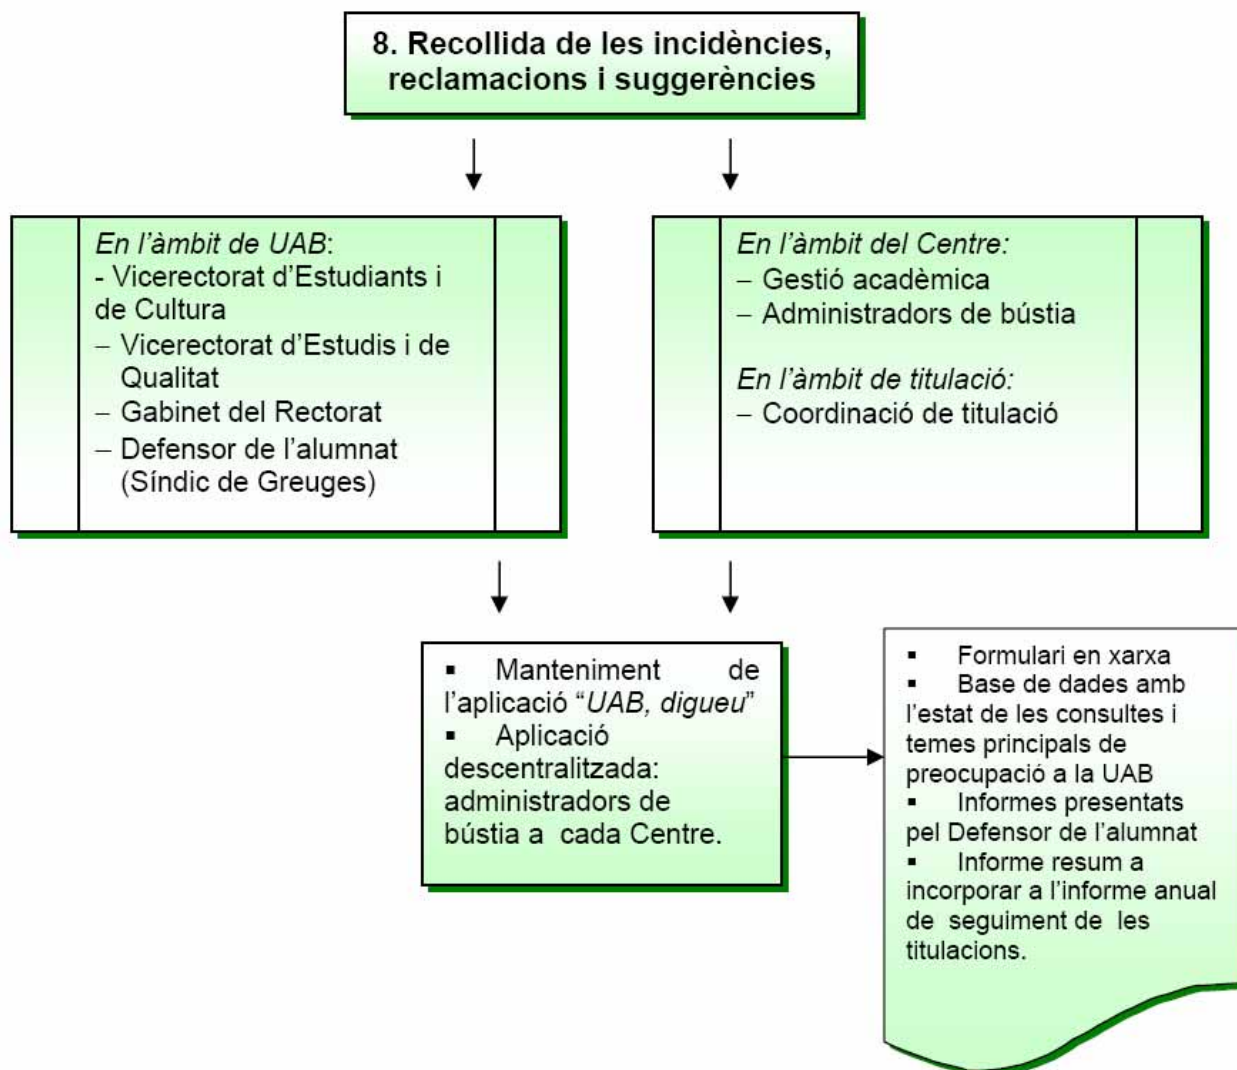 8. Recollida de les incidències,
reclamacions i suggerències
En l’àmbit de UAB:
- Vicerectorat d’Estudiants i
de Cultura
– Vicerectorat d’Estudis i de
Qualitat
– Gabinet del Rectorat
– Defensor de l’alumnat
(Síndic de Greuges)
En l’àmbit del Centre:
– Gestió acadèmica
– Administradors de bústia
En l’àmbit de titulació:
– Coordinació de titulació
▪ Manteniment de
l’aplicació “UAB, digueu”
▪ Aplicació
descentralitzada:
administradors de
bústia a cada Centre.
▪ Formulari en xarxa
▪ Base de dades amb
l’estat de les consultes i
temes principals de
preocupació a la UAB
▪ Informes presentats
pel Defensor de l’alumnat
▪ Informe resum a
incorporar a l’informe anual
de seguiment de les
titulacions.